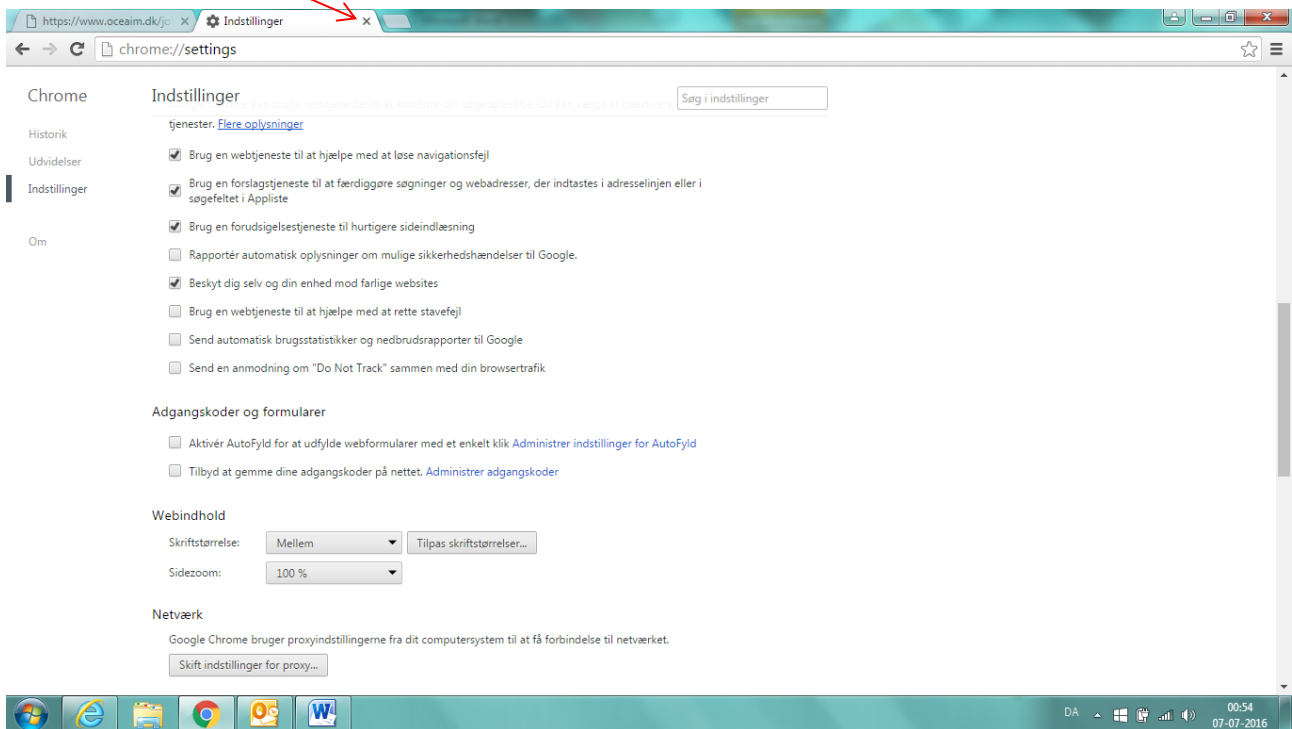 https://www.oceaim.dk/jo
Indstillinger
chrome://settings
Chrome
Indstillinger
Søg i indstillinger
Historik
Udvidelser
Indstillinger
Om
tjenester. Flere oplysninger
Brug en webtjeneste til at hjælpe med at løse navigationsfejl
Brug en forslagstjeneste til at færdiggøre søgninger og webadresser, der indtastes i adresselinjen eller i
søgefeltet i Appliste
Brug en forudsigelsestjeneste til hurtigere sideindlæsning
Rapportér automatisk oplysninger om mulige sikkerhedshændelser til Google.
Beskyt dig selv og din enhed mod farlige websites
Brug en webtjeneste til at hjælpe med at rette stavefejl
Send automatisk brugsstatistikker og nedbrudsrapporter til Google
Send en anmodning om "Do Not Track" sammen med din browsertrafik
Adgangskoder og formularer
Aktivér AutoFyld for at udfylde webformularer med et enkelt klik Administrer indstillinger for AutoFyld
Tilbyd at gemme dine adgangskoder på nettet. Administrer adgangskoder
Webindhold
Skriftstørrelse: Mellem Tilpas skriftstørrelser...
Sidezoom: 100 %
Netværk
Google Chrome bruger proxyindstillingerne fra dit computersystem til at få forbindelse til netværket.
Skift indstillinger for proxy...
DA
00:54
07-07-2016